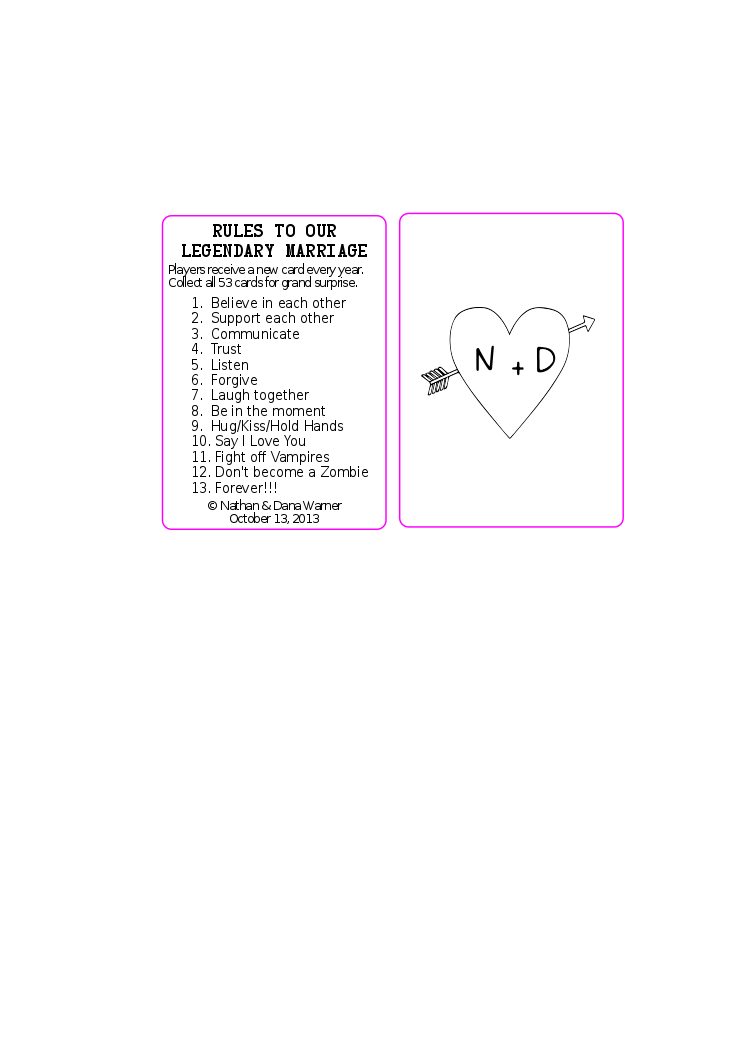 RULES TO OUR
LEGENDARY MARRIAGE
Players receive a new card every year.
Collect all 53 cards for grand surprise.
1. Believe in each other
2. Support each other
3. Communicate
4. Trust
5. Listen
6. Forgive
7. Laugh together
8. Be in the moment
9. Hug/Kiss/Hold Hands
10. Say I Love You
11. Fight off Vampires
12. Don't become a Zombie
13. Forever!!!
© Nathan & Dana Warner
October 13, 2013
N + D